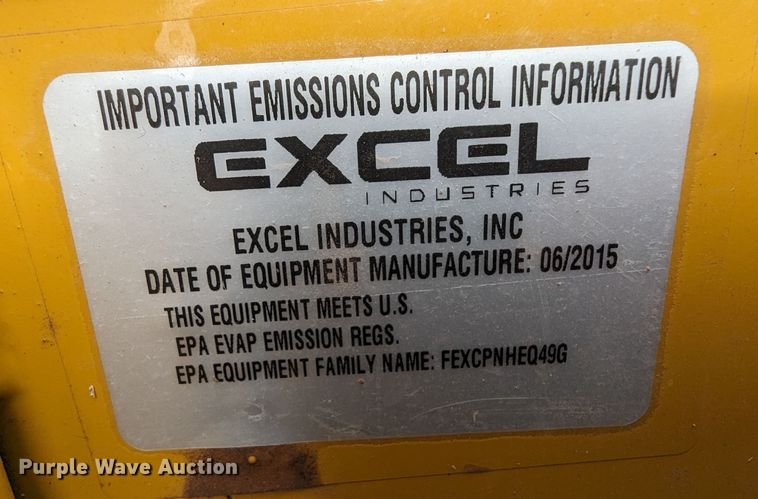 IMPORTANT EMISSIONS CONTROL INFORMATION
EXCEL
INDUSTRIES
EXCEL INDUSTRIES, INC
DATE OF EQUIPMENT MANUFACTURE: 06/2015
THIS EQUIPMENT MEETS U.S.
EPA EVAP EMISSION REGS.
EPA EQUIPMENT FAMILY NAME: FEXCPNHEQ49G
Purple Wave Auction